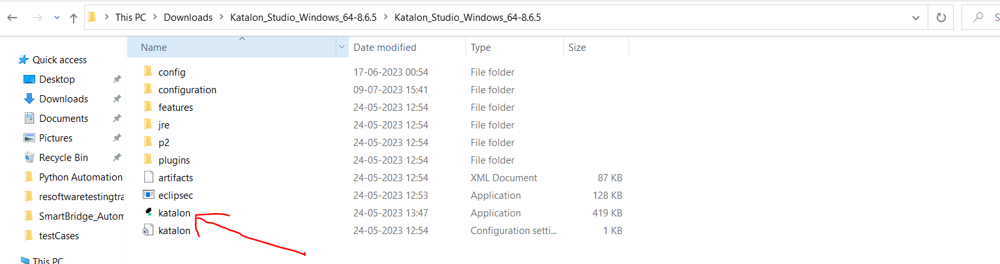 This PC > Downloads > Katalon_Studio_Windows_64-8.6.5 > Katalon_Studio_Windows_64-8.6.5 S
Name Date modified Type Size
Quick access
Desktop
Downloads
Documents
Pictures
Recycle Bin
Python Automation
resoftwaretestingtra
SmartBridge_Autom
testCases
This PC
config 17-06-2023 00:54 File folder
configuration 09-07-2023 15:41 File folder
features 24-05-2023 12:54 File folder
jre 24-05-2023 12:54 File folder
p2 24-05-2023 12:54 File folder
plugins 24-05-2023 12:54 File folder
artifacts 24-05-2023 12:54 XML Document 87 KB
eclipsec 24-05-2023 12:53 Application 128 KB
katalon 24-05-2023 13:47 Application 419 KB
katalon 24-05-2023 12:54 Configuration setti... 1 KB